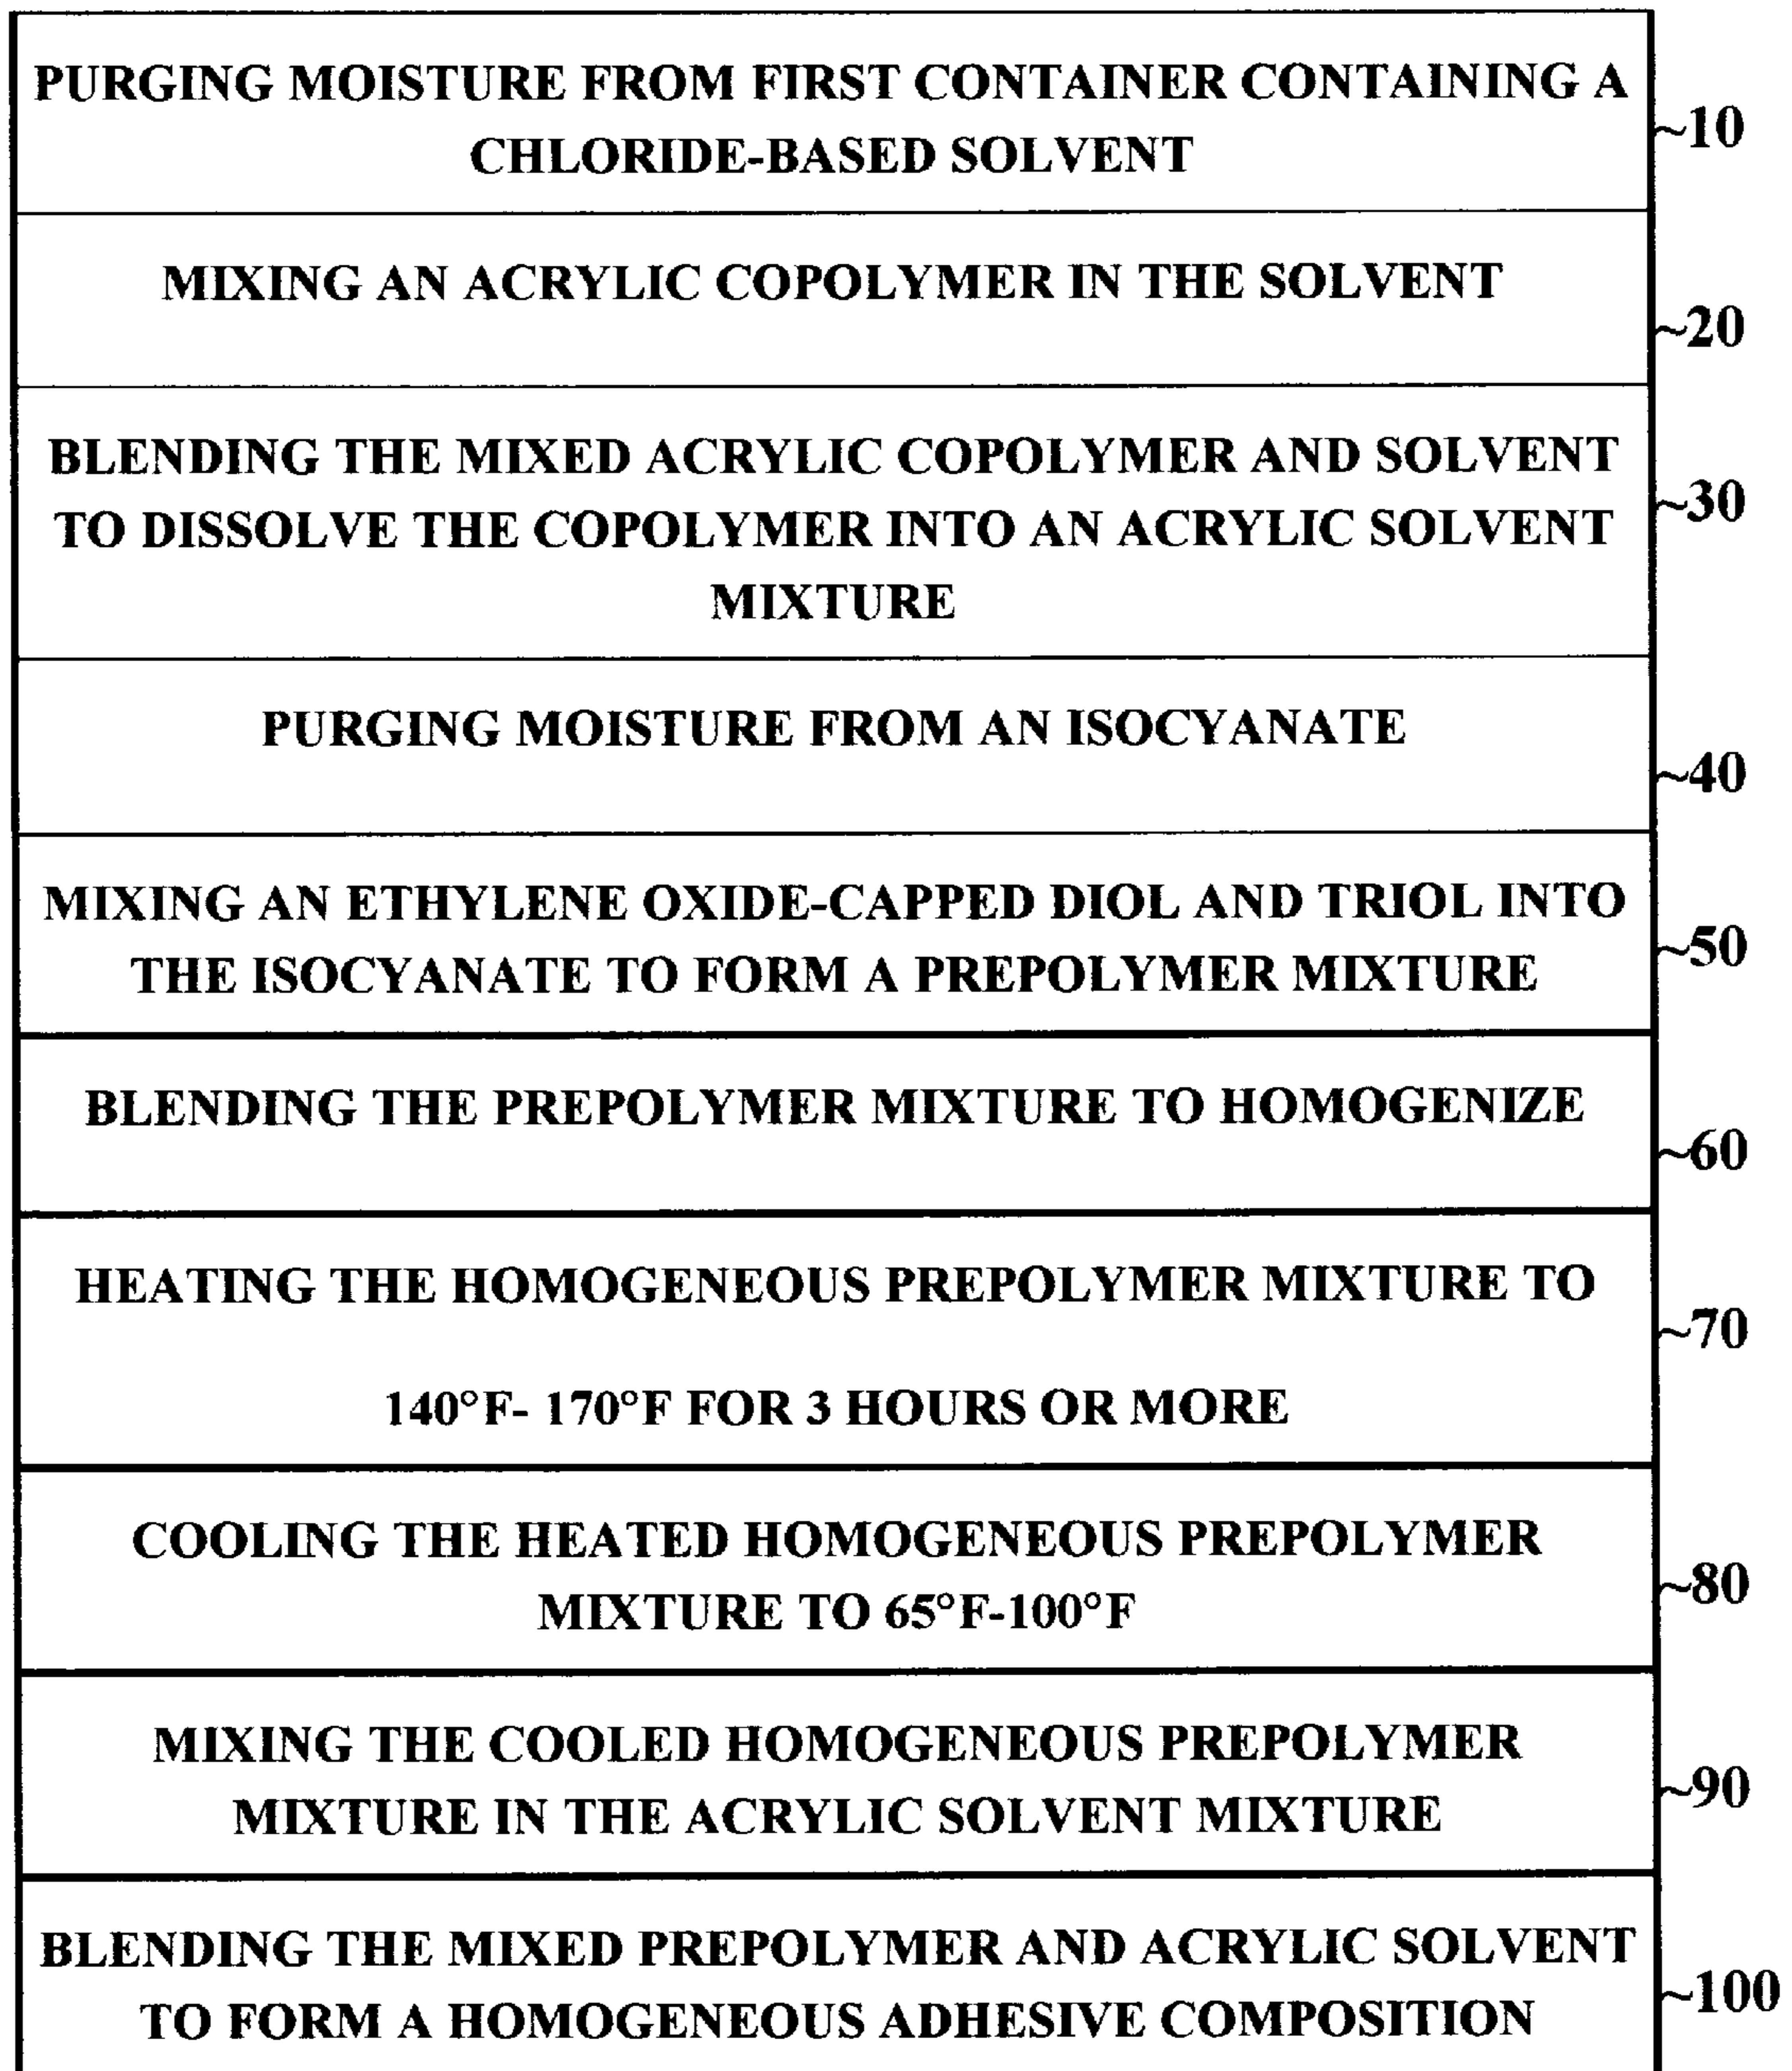 PURGING MOISTURE FROM FIRST CONTAINER CONTAINING A
CHLORIDE-BASED SOLVENT
~10
MIXING AN ACRYLIC COPOLYMER IN THE SOLVENT
~20
BLENDING THE MIXED ACRYLIC COPOLYMER AND SOLVENT
TO DISSOLVE THE COPOLYMER INTO AN ACRYLIC SOLVENT
MIXTURE
~30
PURGING MOISTURE FROM AN ISOCYANATE
~40
MIXING AN ETHYLENE OXIDE-CAPPED DIOL AND TRIOL INTO
THE ISOCYANATE TO FORM A PREPOLYMER MIXTURE
~50
BLENDING THE PREPOLYMER MIXTURE TO HOMOGENIZE
~60
HEATING THE HOMOGENEOUS PREPOLYMER MIXTURE TO
140°F- 170°F FOR 3 HOURS OR MORE
~70
COOLING THE HEATED HOMOGENEOUS PREPOLYMER
MIXTURE TO 65°F-100°F
~80
MIXING THE COOLED HOMOGENEOUS PREPOLYMER
MIXTURE IN THE ACRYLIC SOLVENT MIXTURE
~90
BLENDING THE MIXED PREPOLYMER AND ACRYLIC SOLVENT
TO FORM A HOMOGENEOUS ADHESIVE COMPOSITION
~100